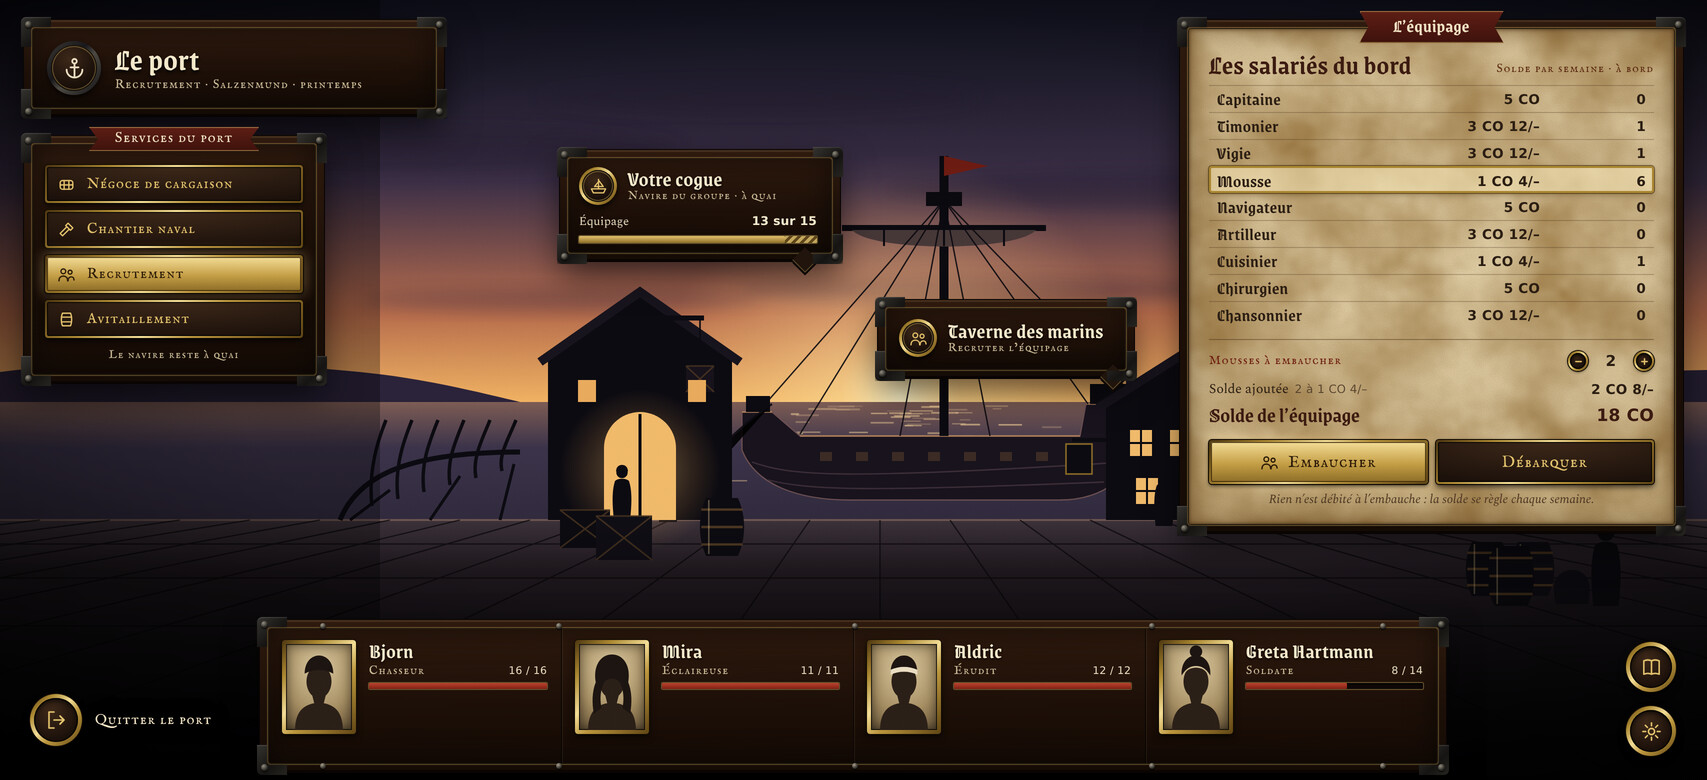 Le port
Recrutement · Salzenmund · printemps
Services du port
Négoce de cargaison
Chantier naval
Recrutement
Avitaillement
Le navire reste à quai
Votre cogue
Navire du groupe · à quai
Équipage 13 sur 15
Taverne des marins
Recruter l'équipage
L'équipage
Les salariés du bord Solde par semaine · à bord
Capitaine 5 CO 0
Timonier 3 CO 12/– 1
Vigie 3 CO 12/– 1
Mousse 1 CO 4/– 6
Navigateur 5 CO 0
Artilleur 3 CO 12/– 0
Cuisinier 1 CO 4/– 1
Chirurgien 5 CO 0
Chansonnier 3 CO 12/– 0
Mousses à embaucher − 2 +
Solde ajoutée 2 à 1 CO 4/– 2 CO 8/–
Solde de l'équipage 18 CO
Embaucher Débarquer
Rien n'est débité à l'embauche : la solde se règle chaque semaine.
Bjorn
Chasseur 16 / 16
Mira
Éclaireuse 11 / 11
Aldric
Érudit 12 / 12
Greta Hartmann
Soldate 8 / 14
Quitter le port